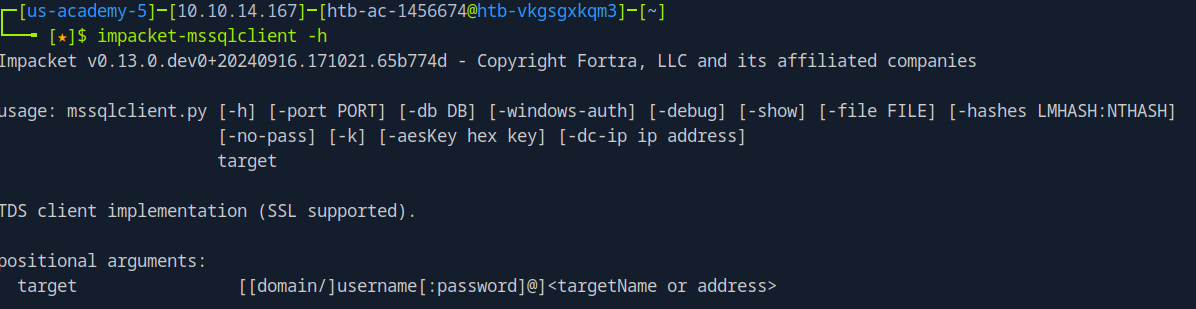 ┌─[us-academy-5]─[10.10.14.167]─[htb-ac-1456674@htb-vkgsgxkqm3]─[~]
└──╼ [★]$ impacket-mssqlclient -h
Impacket v0.13.0.dev0+20240916.171021.65b774d - Copyright Fortra, LLC and its affiliated companies
usage: mssqlclient.py [-h] [-port PORT] [-db DB] [-windows-auth] [-debug] [-show] [-file FILE] [-hashes LMHASH:NTHASH]
[-no-pass] [-k] [-aesKey hex key] [-dc-ip ip address]
target
TDS client implementation (SSL supported).
positional arguments:
target [[domain/]username[:password]@]<targetName or address>